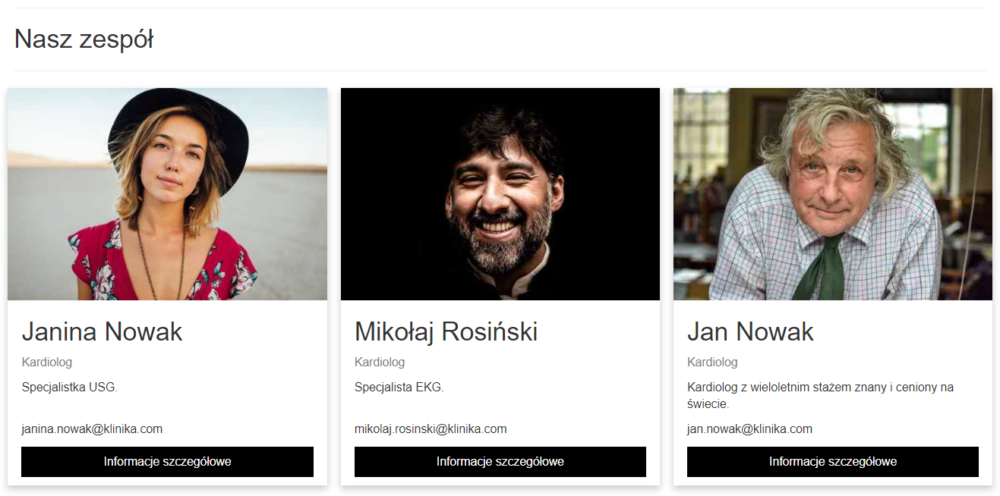 Nasz zespół
Janina Nowak
Kardiolog
Specjalistka USG.
janina.nowak@klinika.com
Informacje szczegółowe
Mikołaj Rosiński
Kardiolog
Specjalista EKG.
mikolaj.rosinski@klinika.com
Informacje szczegółowe
Jan Nowak
Kardiolog
Kardiolog z wieloletnim stażem znany i ceniony na
świecie.
jan.nowak@klinika.com
Informacje szczegółowe